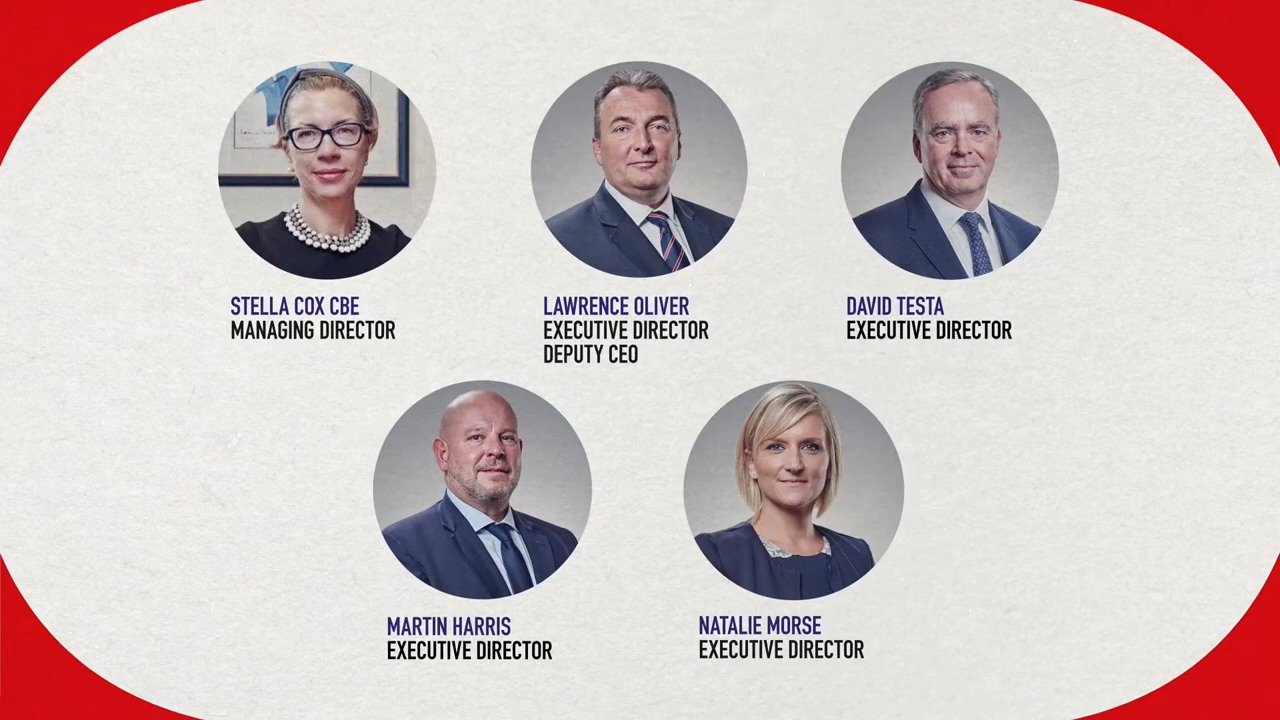 STELLA COX CBE
MANAGING DIRECTOR
LAWRENCE OLIVER
EXECUTIVE DIRECTOR
DEPUTY CEO
DAVID TESTA
EXECUTIVE DIRECTOR
MARTIN HARRIS
EXECUTIVE DIRECTOR
NATALIE MORSE
EXECUTIVE DIRECTOR